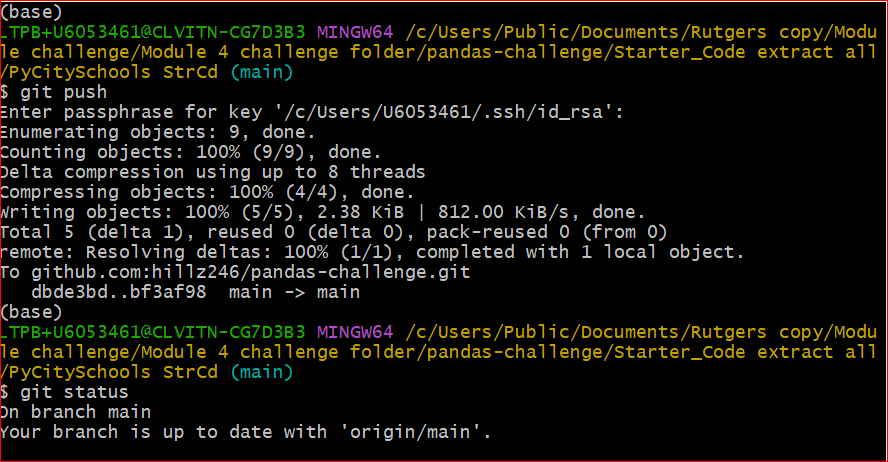 (base)
LTPB+U6053461@CLVITN-CG7D3B3 MINGW64 /c/Users/Public/Documents/Rutgers copy/Modu
le challenge/Module 4 challenge folder/pandas-challenge/Starter_Code extract all
/PyCitySchools StrCd (main)
$ git push
Enter passphrase for key '/c/Users/U6053461/.ssh/id_rsa':
Enumerating objects: 9, done.
Counting objects: 100% (9/9), done.
Delta compression using up to 8 threads
Compressing objects: 100% (4/4), done.
Writing objects: 100% (5/5), 2.38 KiB | 812.00 KiB/s, done.
Total 5 (delta 1), reused 0 (delta 0), pack-reused 0 (from 0)
remote: Resolving deltas: 100% (1/1), completed with 1 local object.
To github.com:hillz246/pandas-challenge.git
   dbde3bd..bf3af98  main -> main
(base)
LTPB+U6053461@CLVITN-CG7D3B3 MINGW64 /c/Users/Public/Documents/Rutgers copy/Modu
le challenge/Module 4 challenge folder/pandas-challenge/Starter_Code extract all
/PyCitySchools StrCd (main)
$ git status
On branch main
Your branch is up to date with 'origin/main'.